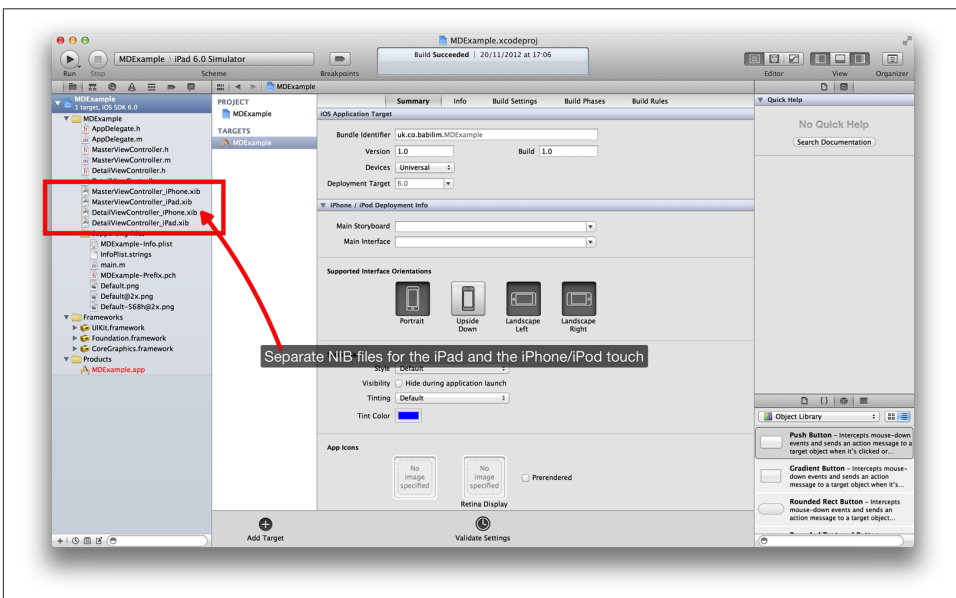 MDExample.xcodeproj
MDExample iPad 6.0 Simulator
Build Succeeded | 20/11/2012 at 17:06
Run Stop Scheme Breakpoints Editor View Organizer
MDExample
MDExample
1 target, iOS SDK 6.0
MDExample
AppDelegate.h
AppDelegate.m
MasterViewController.h
MasterViewController.m
DetailViewController.h
MasterViewController_iPhone.xib
MasterViewController_iPad.xib
DetailViewController_iPhone.xib
DetailViewController_iPad.xib
MDExample-Info.plist
InfoPlist.strings
main.m
MDExample-Prefix.pch
Default.png
Default@2x.png
Default-568h@2x.png
Frameworks
UIKit.framework
Foundation.framework
CoreGraphics.framework
Products
MDExample.app
PROJECT
MDExample
TARGETS
MDExample
Summary Info Build Settings Build Phases Build Rules
iOS Application Target
Bundle Identifier uk.co.babilim.MDExample
Version 1.0 Build 1.0
Devices Universal
Deployment Target 6.0
iPhone / iPod Deployment Info
Main Storyboard
Main Interface
Supported Interface Orientations
Portrait
Upside Down
Landscape Left
Landscape Right
Separate NIB files for the iPad and the iPhone/iPod touch
Style Default
Visibility Hide during application launch
Tinting Default
Tint Color
App Icons
No image specified
No image specified
Prerendered
Retina Display
Add Target
Validate Settings
Quick Help
No Quick Help
Search Documentation
Object Library
Push Button - Intercepts mouse-down
events and sends an action message to a
target object when it's clicked or...
Gradient Button - Intercepts mouse-
down events and sends an action
message to a target object when it's...
Rounded Rect Button - Intercepts
mouse-down events and sends an
action message to a target object...